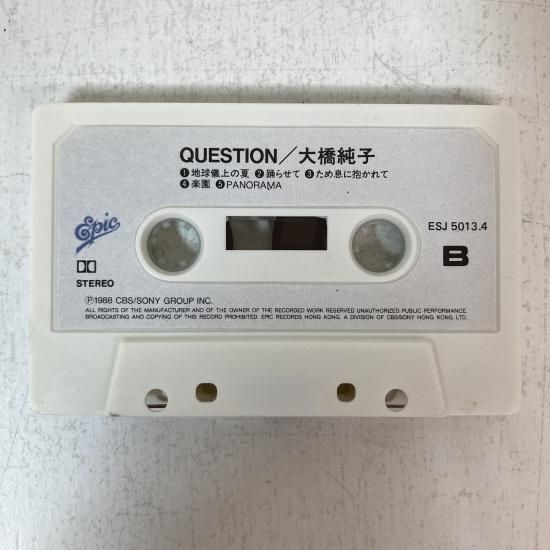 QUESTION／大橋純子
❶地球儀上の夏 ❷踊らせて ❸ため息に抱かれて
❹楽園 ❺PANORAMA
Epic
ESJ 5013.4
B
STEREO
Ⓟ1988 CBS/SONY GROUP INC.
ALL RIGHTS OF THE MANUFACTURER AND OF THE OWNER OF THE RECORDED WORK RESERVED UNAUTHORIZED PUBLIC PERFORMANCE,
BROADCASTING AND COPYING OF THIS RECORD PROHIBITED. EPIC RECORDS HONG KONG, A DIVISION OF CBS/SONY HONG KONG, LTD.